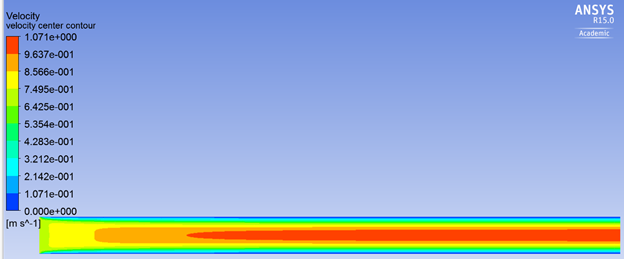 ANSYS
R15.0
Academic
Velocity
velocity center contour
1.071e+000
9.637e-001
8.566e-001
7.495e-001
6.425e-001
5.354e-001
4.283e-001
3.212e-001
2.142e-001
1.071e-001
0.000e+000
[m s^-1]